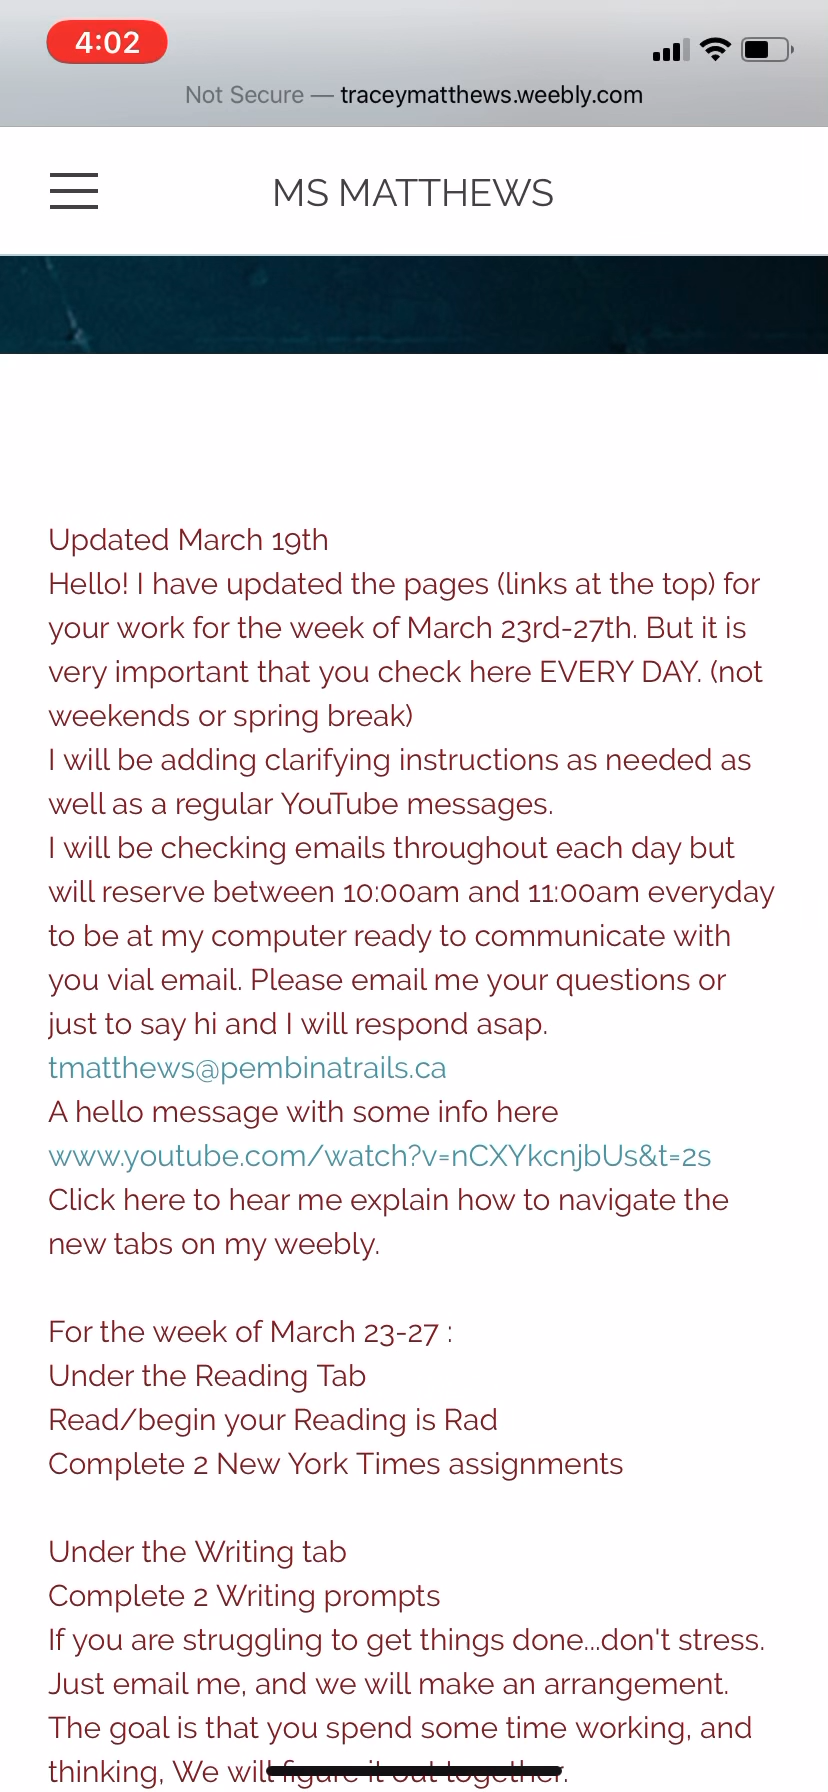 4:02
Not Secure — traceymatthews.weebly.com
MS MATTHEWS
Updated March 19th
Hello! I have updated the pages (links at the top) for
your work for the week of March 23rd-27th. But it is
very important that you check here EVERY DAY. (not
weekends or spring break)
I will be adding clarifying instructions as needed as
well as a regular YouTube messages.
I will be checking emails throughout each day but
will reserve between 10:00am and 11:00am everyday
to be at my computer ready to communicate with
you vial email. Please email me your questions or
just to say hi and I will respond asap.
tmatthews@pembinatrails.ca
A hello message with some info here
www.youtube.com/watch?v=nCXYkcnjbUs&t=2s
Click here to hear me explain how to navigate the
new tabs on my weebly.
For the week of March 23-27 :
Under the Reading Tab
Read/begin your Reading is Rad
Complete 2 New York Times assignments
Under the Writing tab
Complete 2 Writing prompts
If you are struggling to get things done...don't stress.
Just email me, and we will make an arrangement.
The goal is that you spend some time working, and
thinking, We will figure it out together.